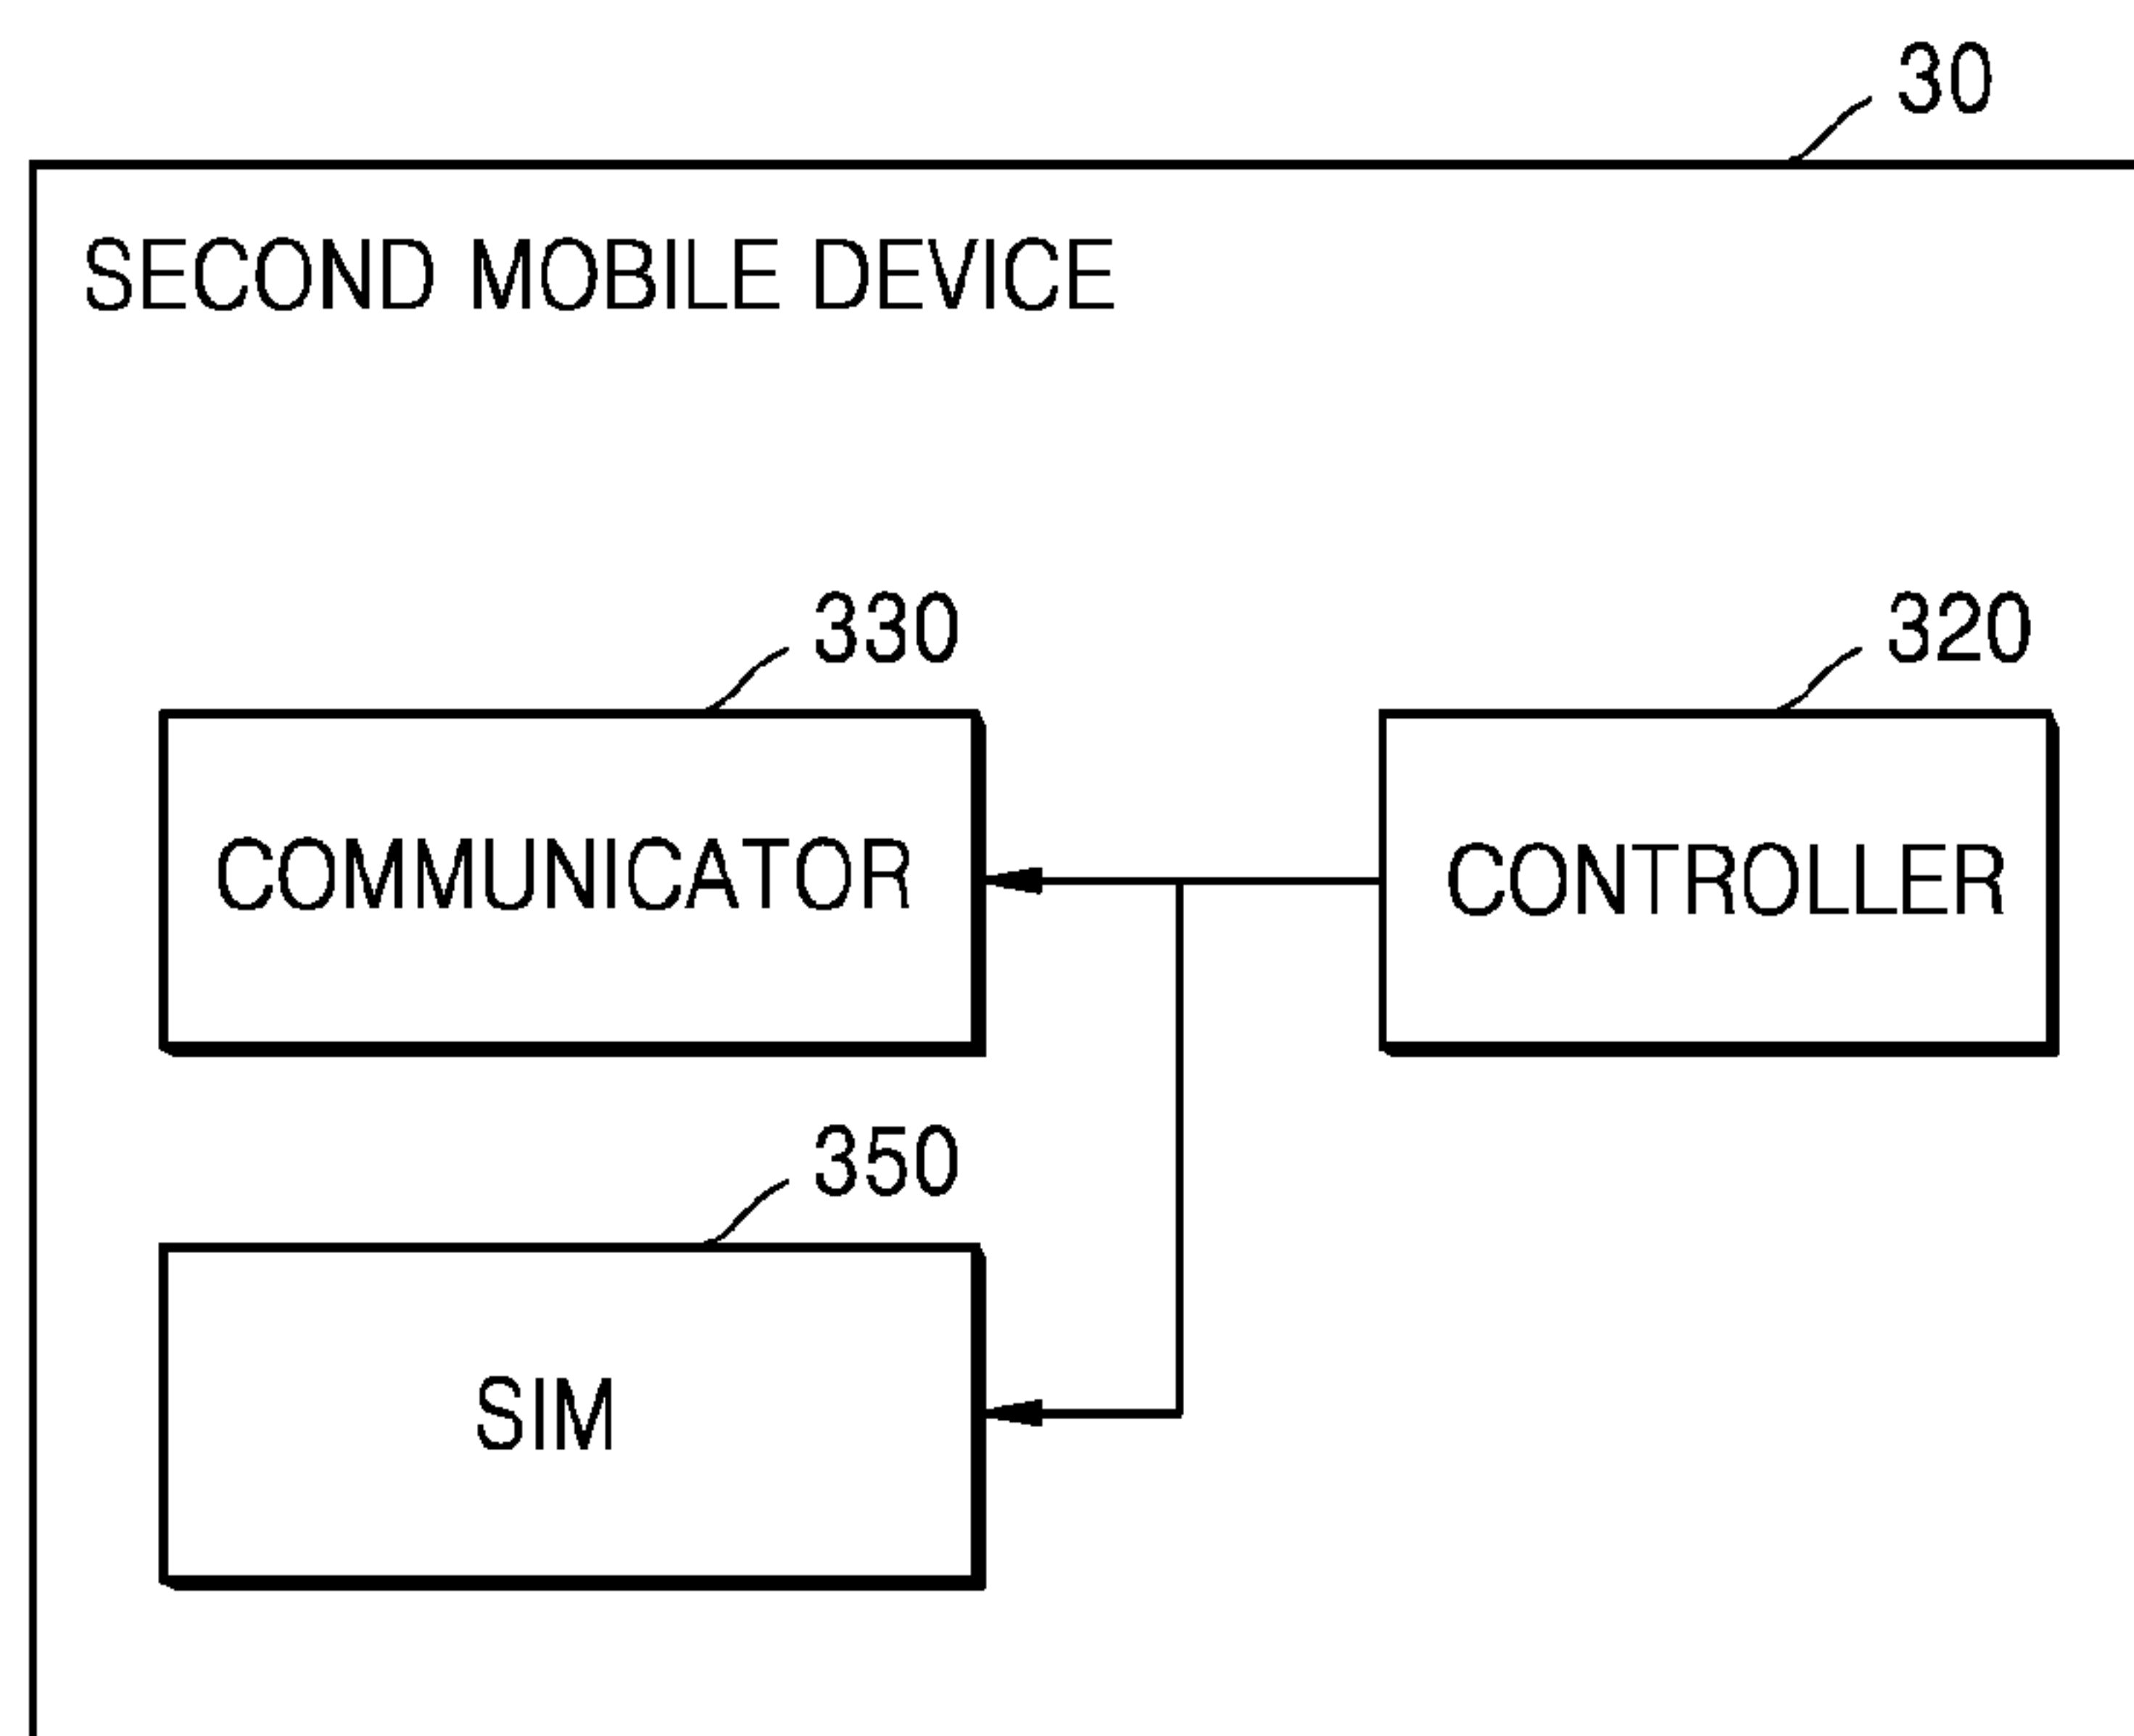 30
SECOND MOBILE DEVICE
330
320
COMMUNICATOR
CONTROLLER
350
SIM